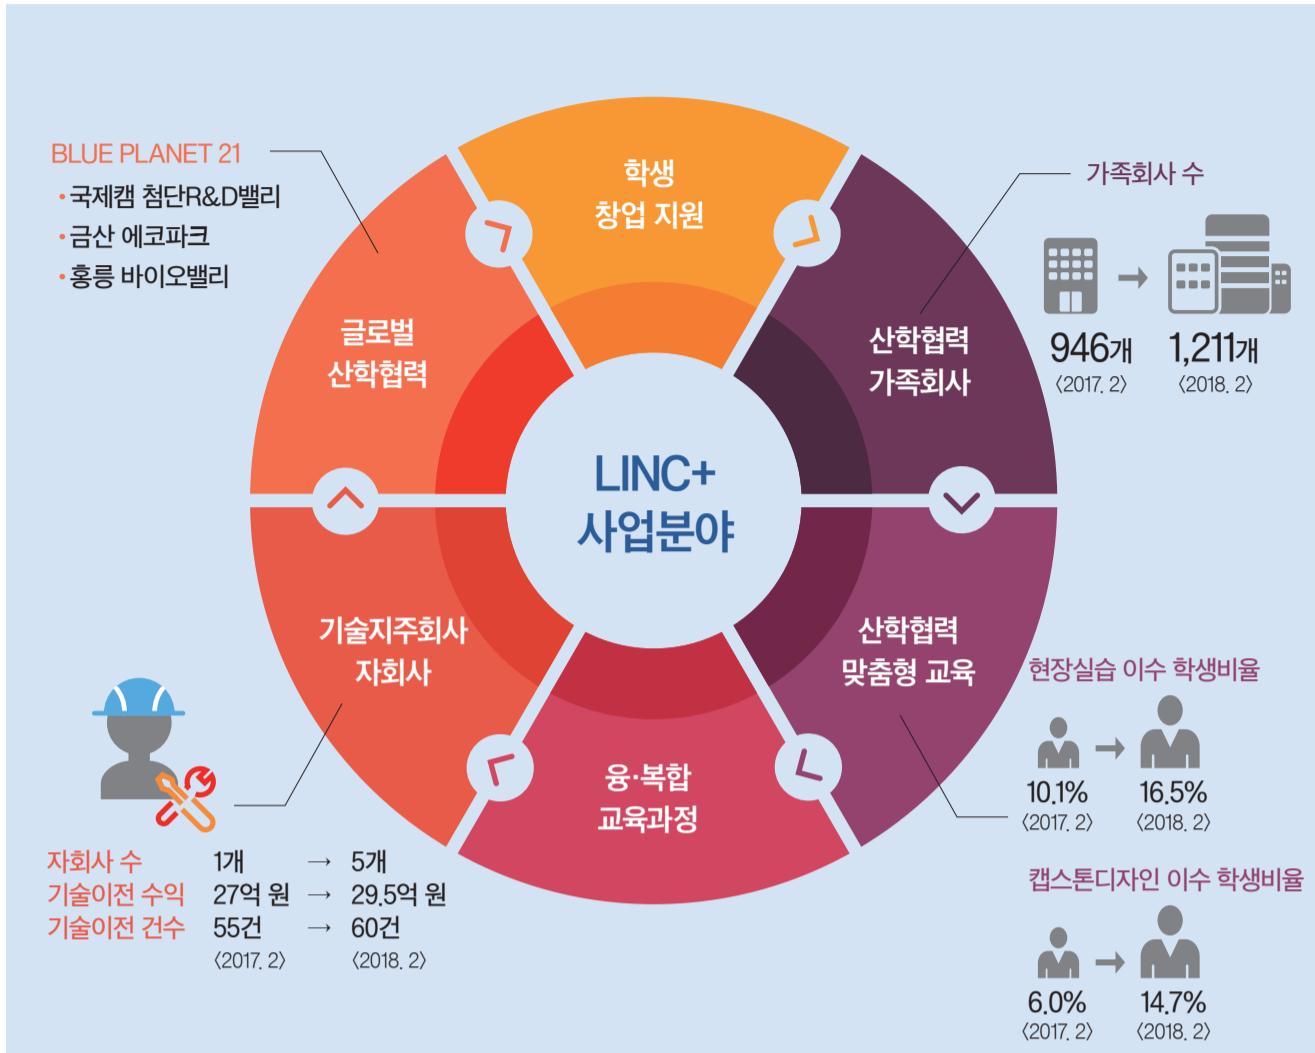 BLUE PLANET 21
• 국제캠 첨단R&D밸리
• 금산 에코파크
• 홍릉 바이오밸리
학생
창업 지원
가족회사 수
946개 → 1,211개
〈2017. 2〉 〈2018. 2〉
글로벌
산학협력
산학협력
가족회사
LINC+
사업분야
기술지주회사
자회사
산학협력
맞춤형 교육
융·복합
교육과정
현장실습 이수 학생비율
10.1% → 16.5%
〈2017. 2〉 〈2018. 2〉
캡스톤디자인 이수 학생비율
6.0% → 14.7%
〈2017. 2〉 〈2018. 2〉
자회사 수 1개 → 5개
기술이전 수익 27억 원 → 29.5억 원
기술이전 건수 55건 → 60건
〈2017. 2〉 〈2018. 2〉